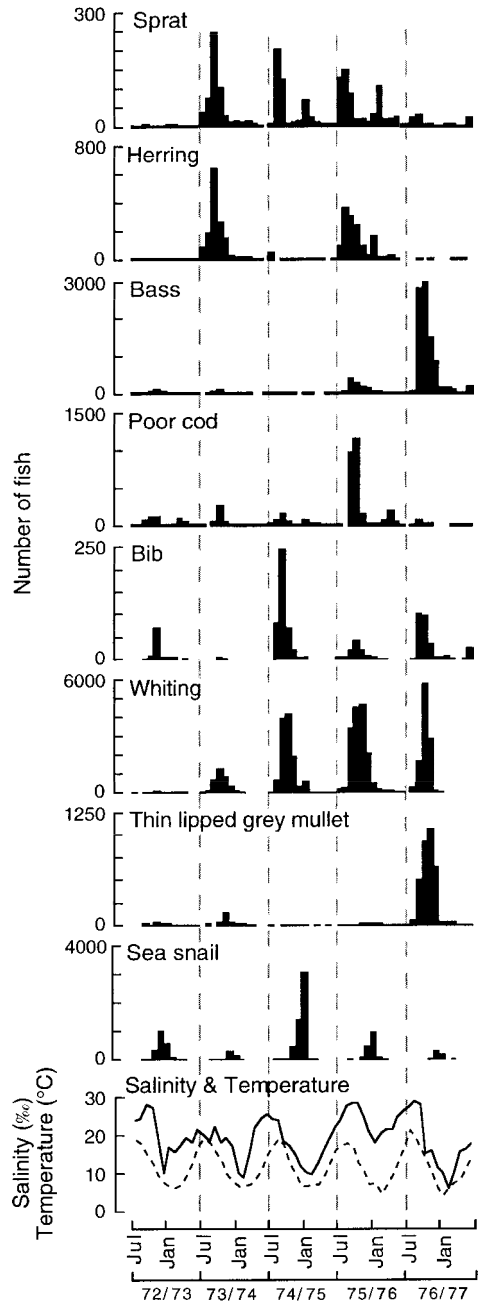 300
Sprat
0
800
Herring
400
0
3000
Bass
0
1500
Poor cod
0
250
Bib
0
6000
Whiting
0
1250
Thin lipped grey mullet
0
4000
Sea snail
0
Number of fish
Salinity & Temperature
30
20
10
0
Salinity (‰)
Temperature (°C)
Jul Jan Jul Jan Jul Jan Jul Jan Jul Jan
72/73 73/74 74/75 75/76 76/77